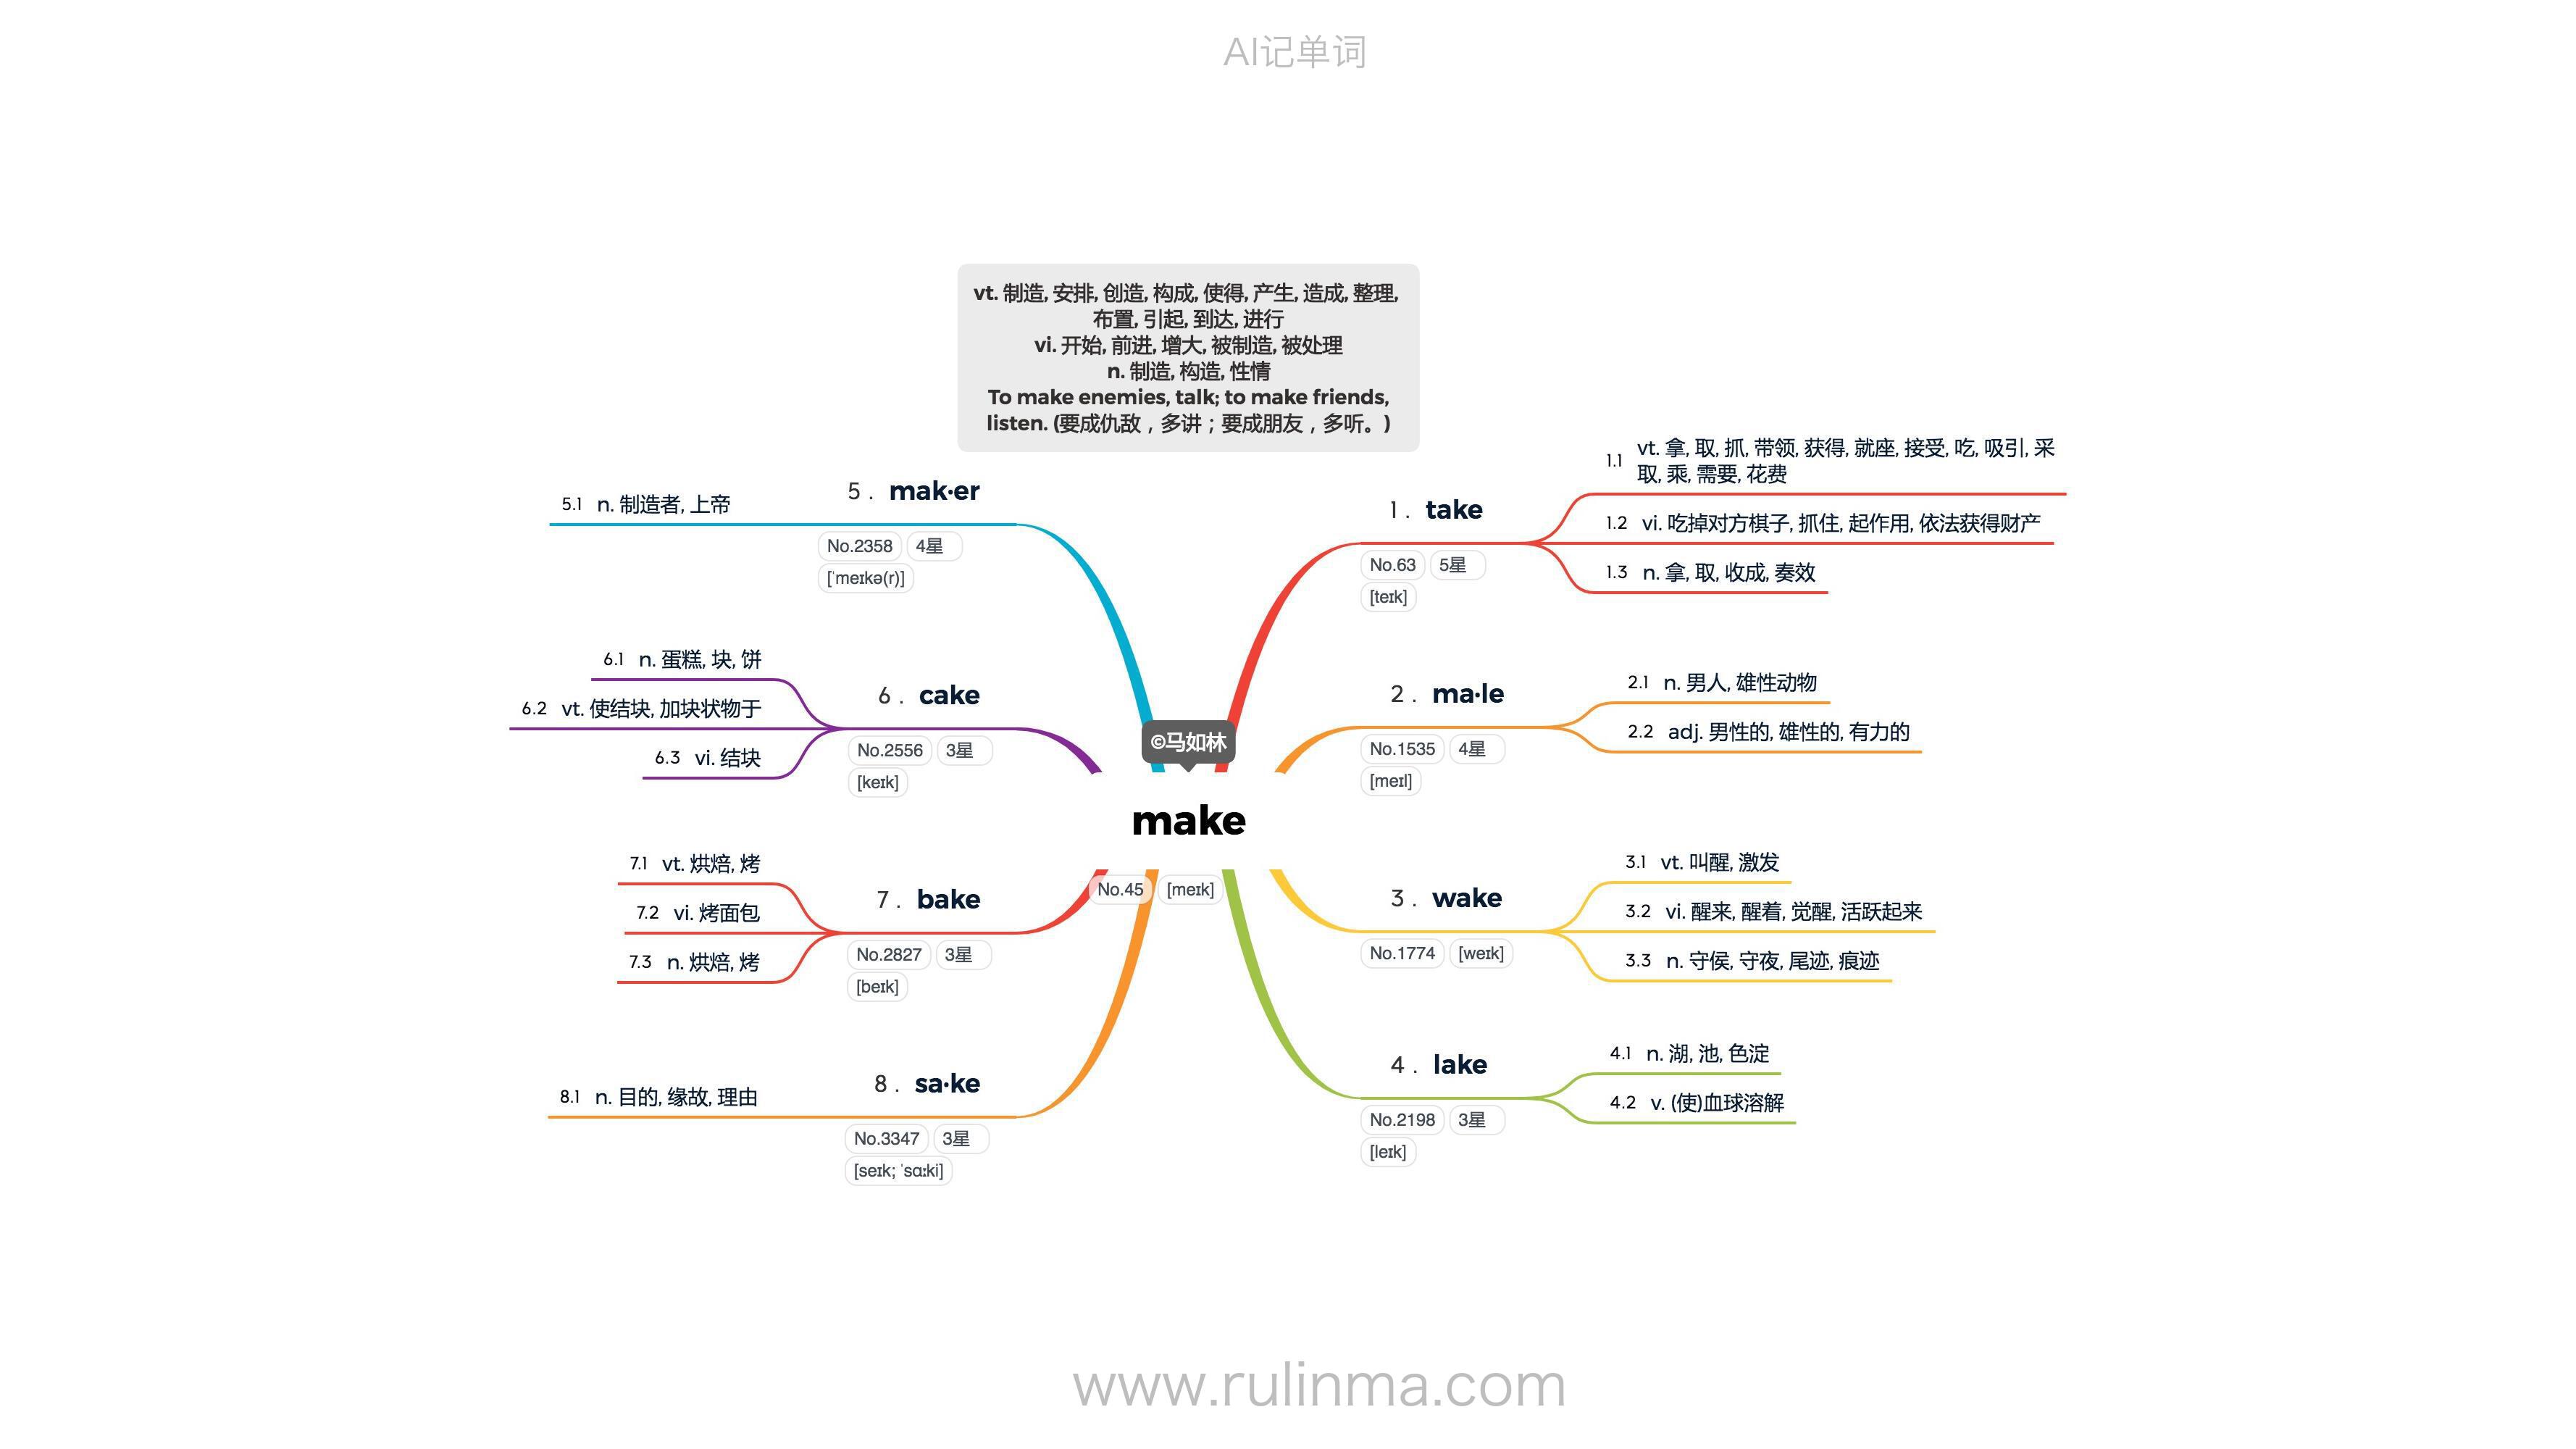 AI记单词
vt. 制造, 安排, 创造, 构成, 使得, 产生, 造成, 整理,
布置, 引起, 到达, 进行
vi. 开始, 前进, 增大, 被制造, 被处理
n. 制造, 构造, 性情
To make enemies, talk; to make friends,
listen. (要成仇敌，多讲；要成朋友，多听。)
©马如林
make
No.45 [meɪk]
1. take
No.63 5星
[teɪk]
1.1 vt. 拿, 取, 抓, 带领, 获得, 就座, 接受, 吃, 吸引, 采
取, 乘, 需要, 花费
1.2 vi. 吃掉对方棋子, 抓住, 起作用, 依法获得财产
1.3 n. 拿, 取, 收成, 奏效
2. ma·le
No.1535 4星
[meɪl]
2.1 n. 男人, 雄性动物
2.2 adj. 男性的, 雄性的, 有力的
3. wake
No.1774 [weɪk]
3.1 vt. 叫醒, 激发
3.2 vi. 醒来, 醒着, 觉醒, 活跃起来
3.3 n. 守侯, 守夜, 尾迹, 痕迹
4. lake
No.2198 3星
[leɪk]
4.1 n. 湖, 池, 色淀
4.2 v. (使)血球溶解
5. mak·er
No.2358 4星
[ˈmeɪkə(r)]
5.1 n. 制造者, 上帝
6. cake
No.2556 3星
[keɪk]
6.1 n. 蛋糕, 块, 饼
6.2 vt. 使结块, 加块状物于
6.3 vi. 结块
7. bake
No.2827 3星
[beɪk]
7.1 vt. 烘焙, 烤
7.2 vi. 烤面包
7.3 n. 烘焙, 烤
8. sa·ke
No.3347 3星
[seɪk; ˈsɑːki]
8.1 n. 目的, 缘故, 理由
www.rulinma.com